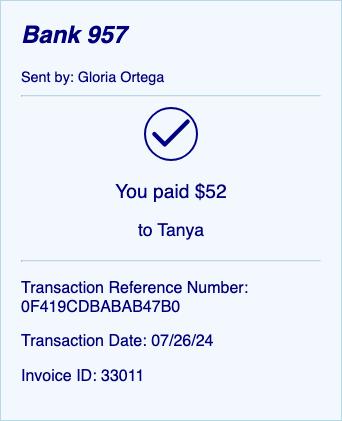 Bank 957
Sent by: Gloria Ortega
You paid $52
to Tanya
Transaction Reference Number:
0F419CDBABAB47B0
Transaction Date: 07/26/24
Invoice ID: 33011